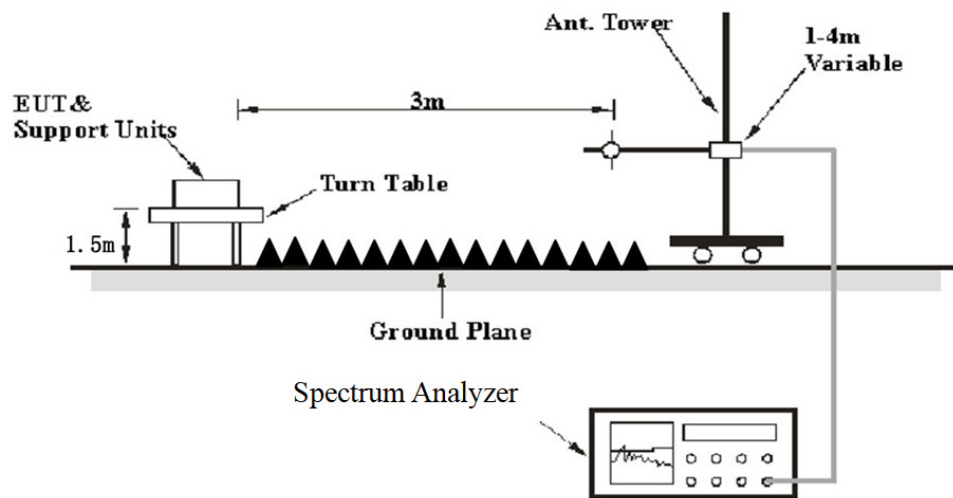 Ant. Tower
1-4m
Variable
EUT&
Support Units
3m
Turn Table
1.5m
Ground Plane
Spectrum Analyzer